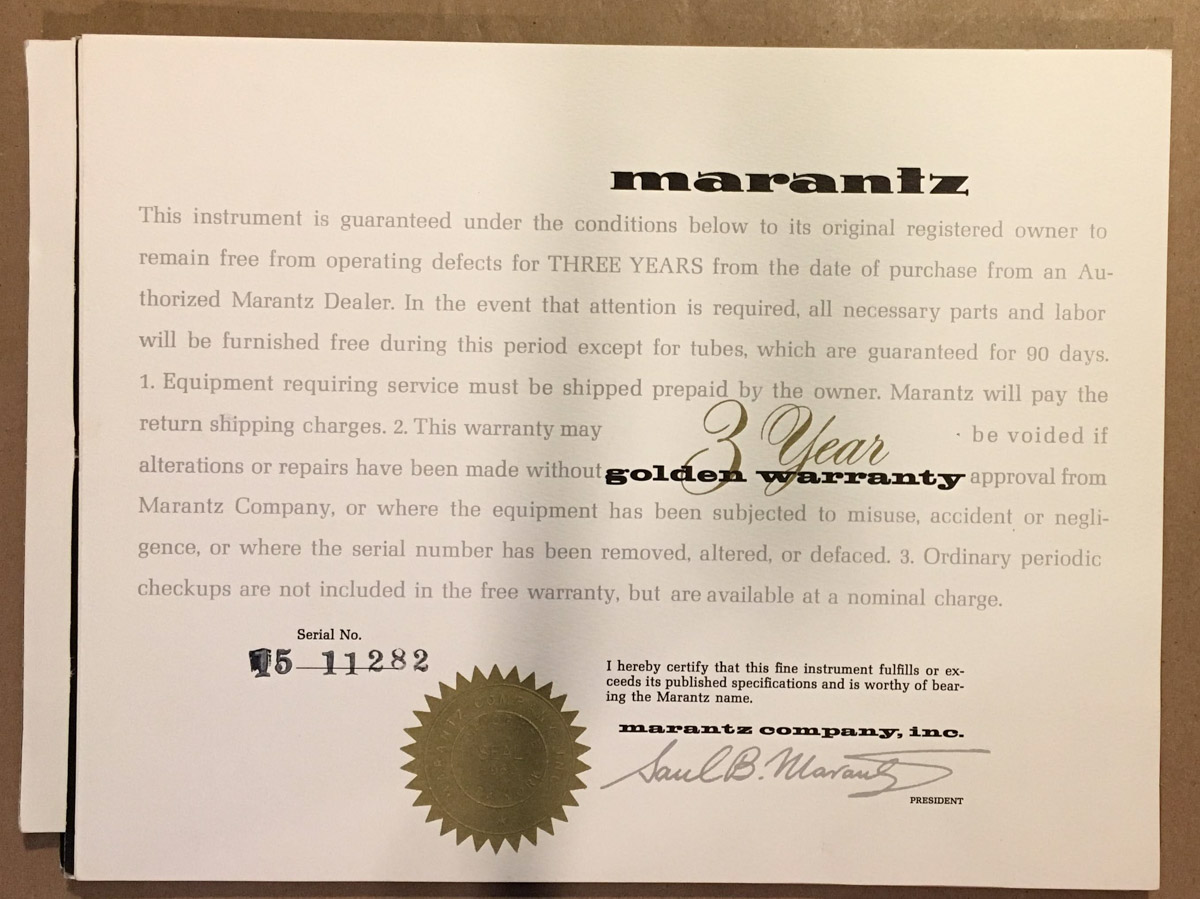 marantz
This instrument is guaranteed under the conditions below to its original registered owner to
remain free from operating defects for THREE YEARS from the date of purchase from an Au-
thorized Marantz Dealer. In the event that attention is required, all necessary parts and labor
will be furnished free during this period except for tubes, which are guaranteed for 90 days.
1. Equipment requiring service must be shipped prepaid by the owner. Marantz will pay the
return shipping charges. 2. This warranty may be voided if
3 Year
alterations or repairs have been made without golden warranty approval from
Marantz Company, or where the equipment has been subjected to misuse, accident or negli-
gence, or where the serial number has been removed, altered, or defaced. 3. Ordinary periodic
checkups are not included in the free warranty, but are available at a nominal charge.
Serial No.
15 11282
SEAL
I hereby certify that this fine instrument fulfills or ex-
ceeds its published specifications and is worthy of bear-
ing the Marantz name.
marantz company, inc.
Saul B. Marantz
PRESIDENT